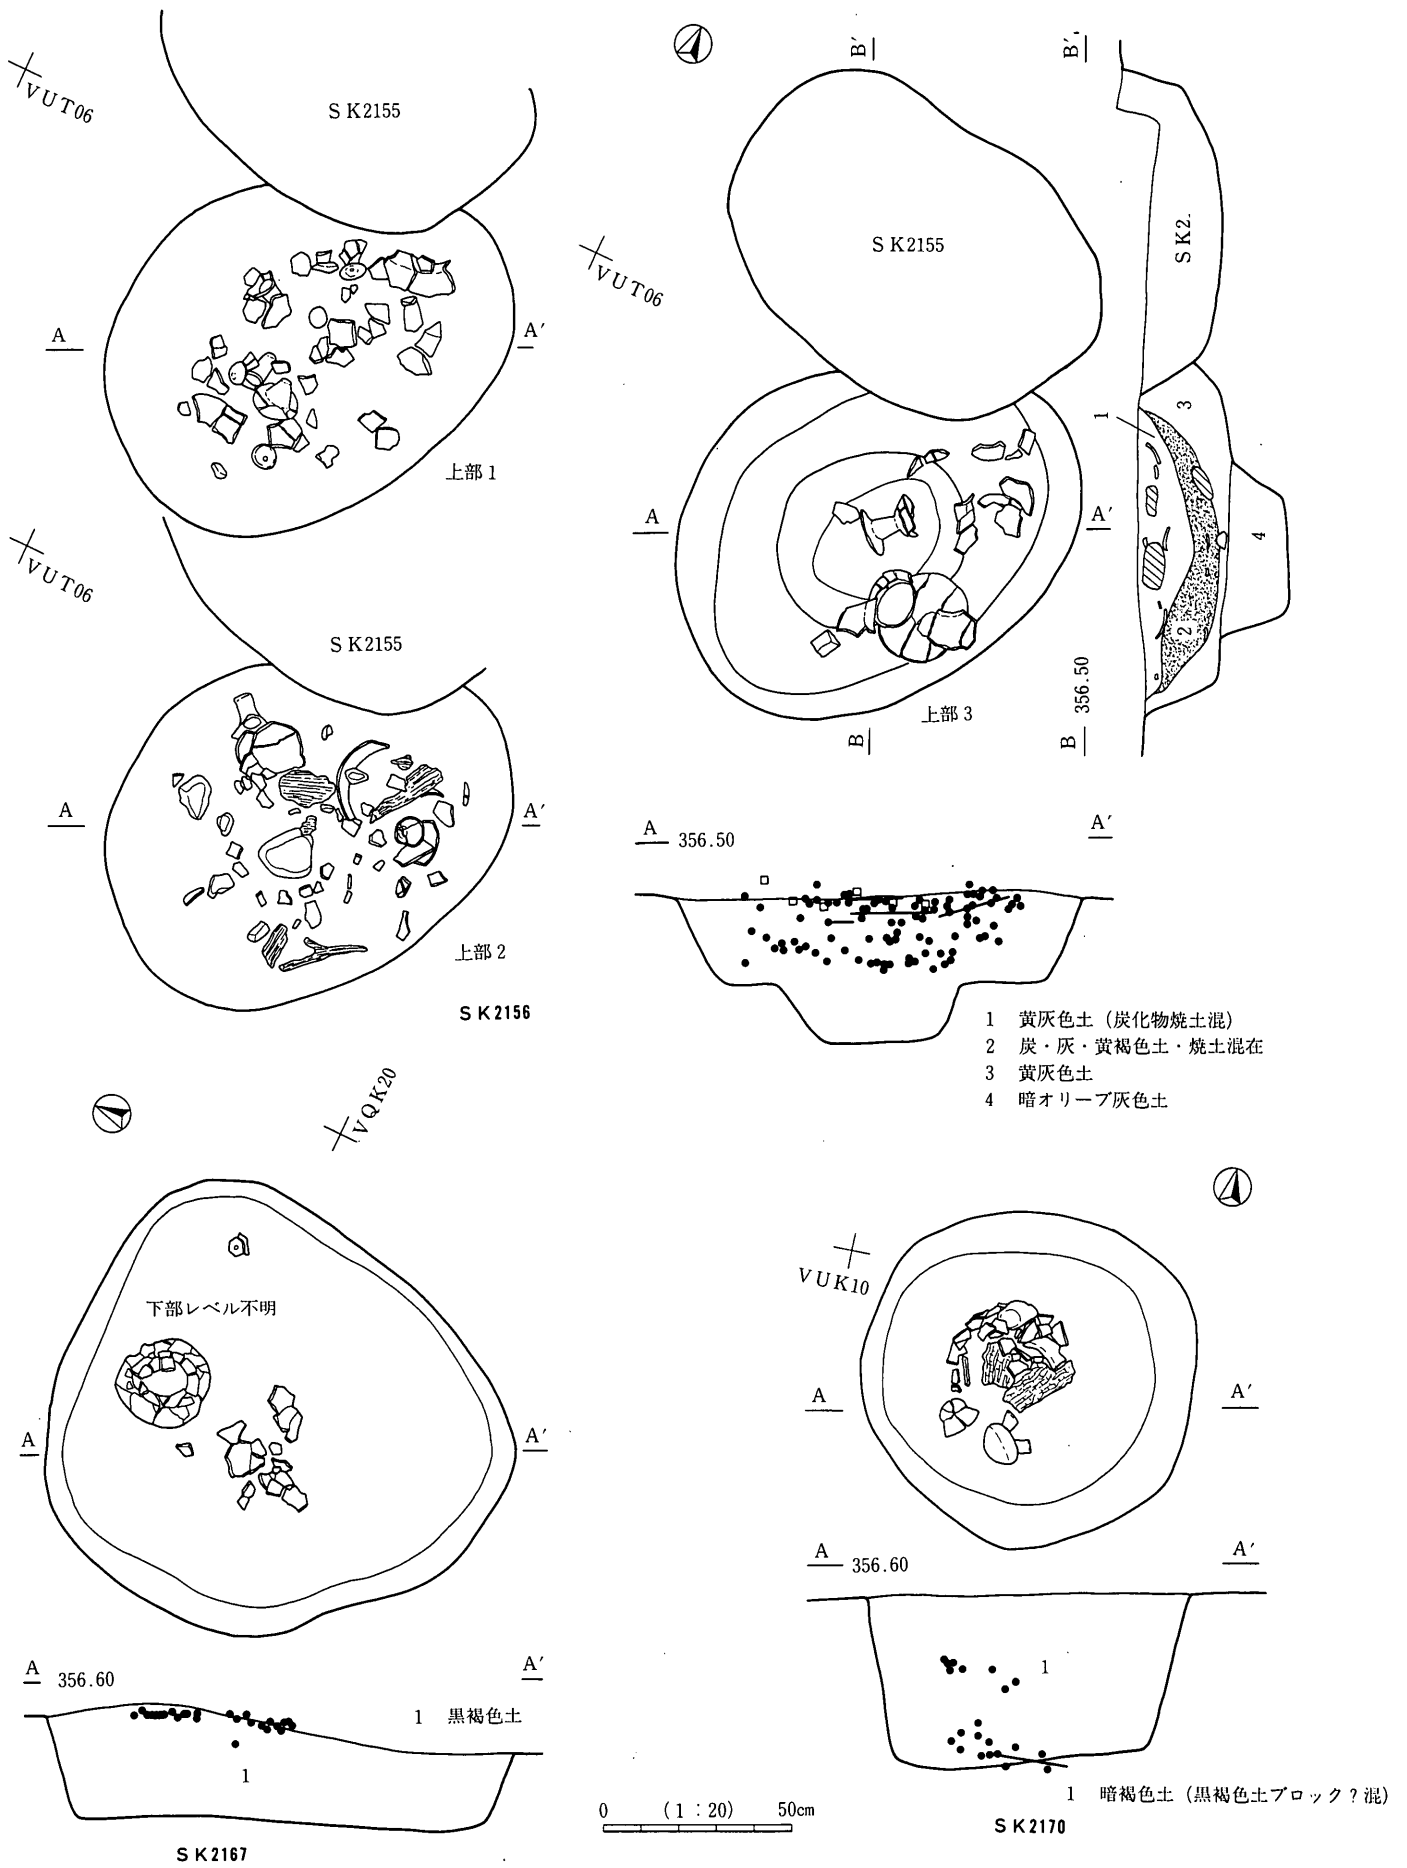 VUT06
SK2155
A
A′
上部1
VUT06
SK2155
A
A′
上部2
SK2156
B′
B′
VUT06
SK2155
SK2.
A
A′
上部3
B
B 356.50
1
3
4
2
A 356.50
A′
1 黄灰色土（炭化物焼土混）
2 炭・灰・黄褐色土・焼土混在
3 黄灰色土
4 暗オリーブ灰色土
VQK20
下部レベル不明
A
A′
A 356.60
A′
1 黒褐色土
1
SK2167
VUK10
A
A′
A 356.60
A′
1
1 暗褐色土（黒褐色土ブロック？混）
SK2170
0 (1：20) 50cm